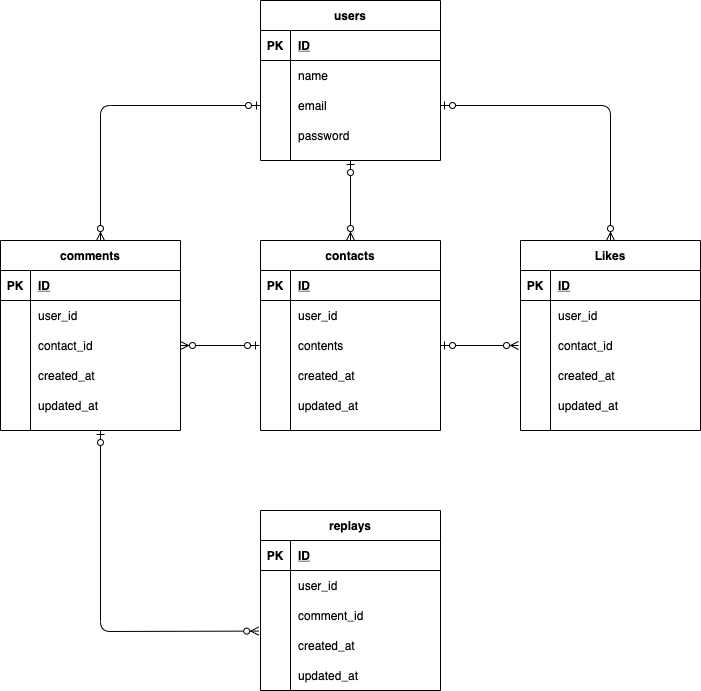 users
PK ID
name
email
password
comments
PK ID
user_id
contact_id
created_at
updated_at
contacts
PK ID
user_id
contents
created_at
updated_at
Likes
PK ID
user_id
contact_id
created_at
updated_at
replays
PK ID
user_id
comment_id
created_at
updated_at